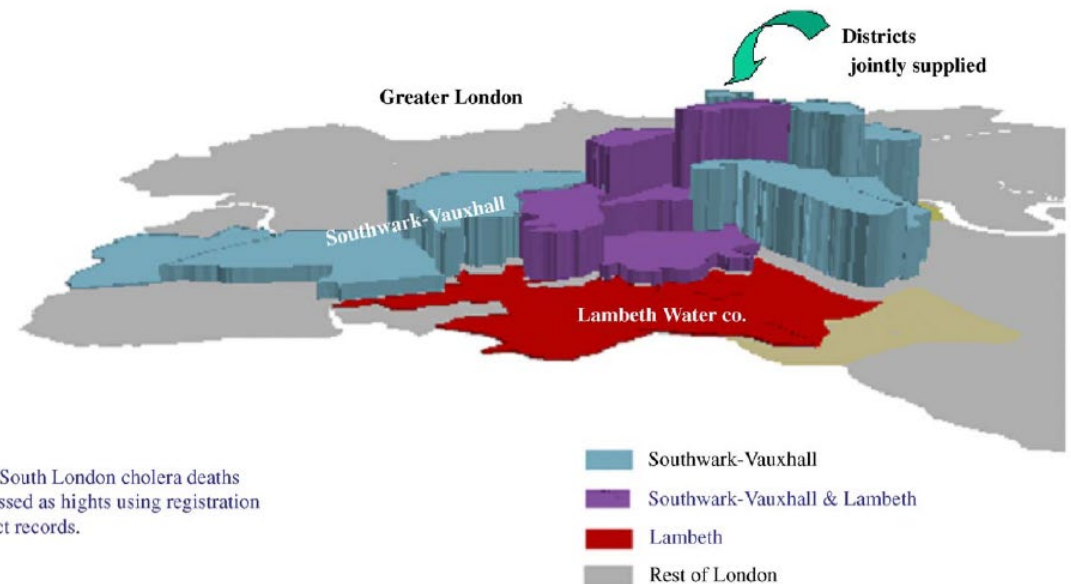 Districts
jointly supplied
Greater London
Southwark-Vauxhall
Lambeth Water co.
South London cholera deaths
ssed as hights using registration
ct records.
Southwark-Vauxhall
Southwark-Vauxhall & Lambeth
Lambeth
Rest of London